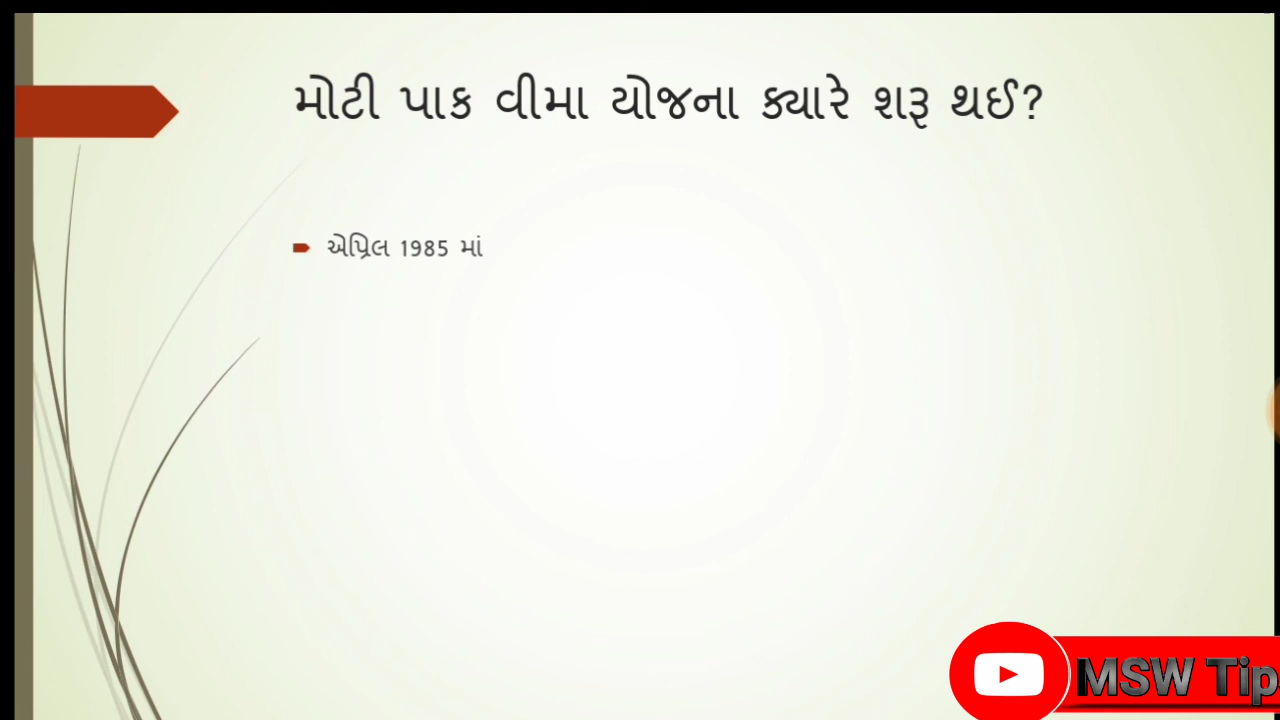 મોટી પાક વીમા યોજના ક્યારે શરૂ થઈ?
એપ્રિલ 1985 માં
MSW Tip